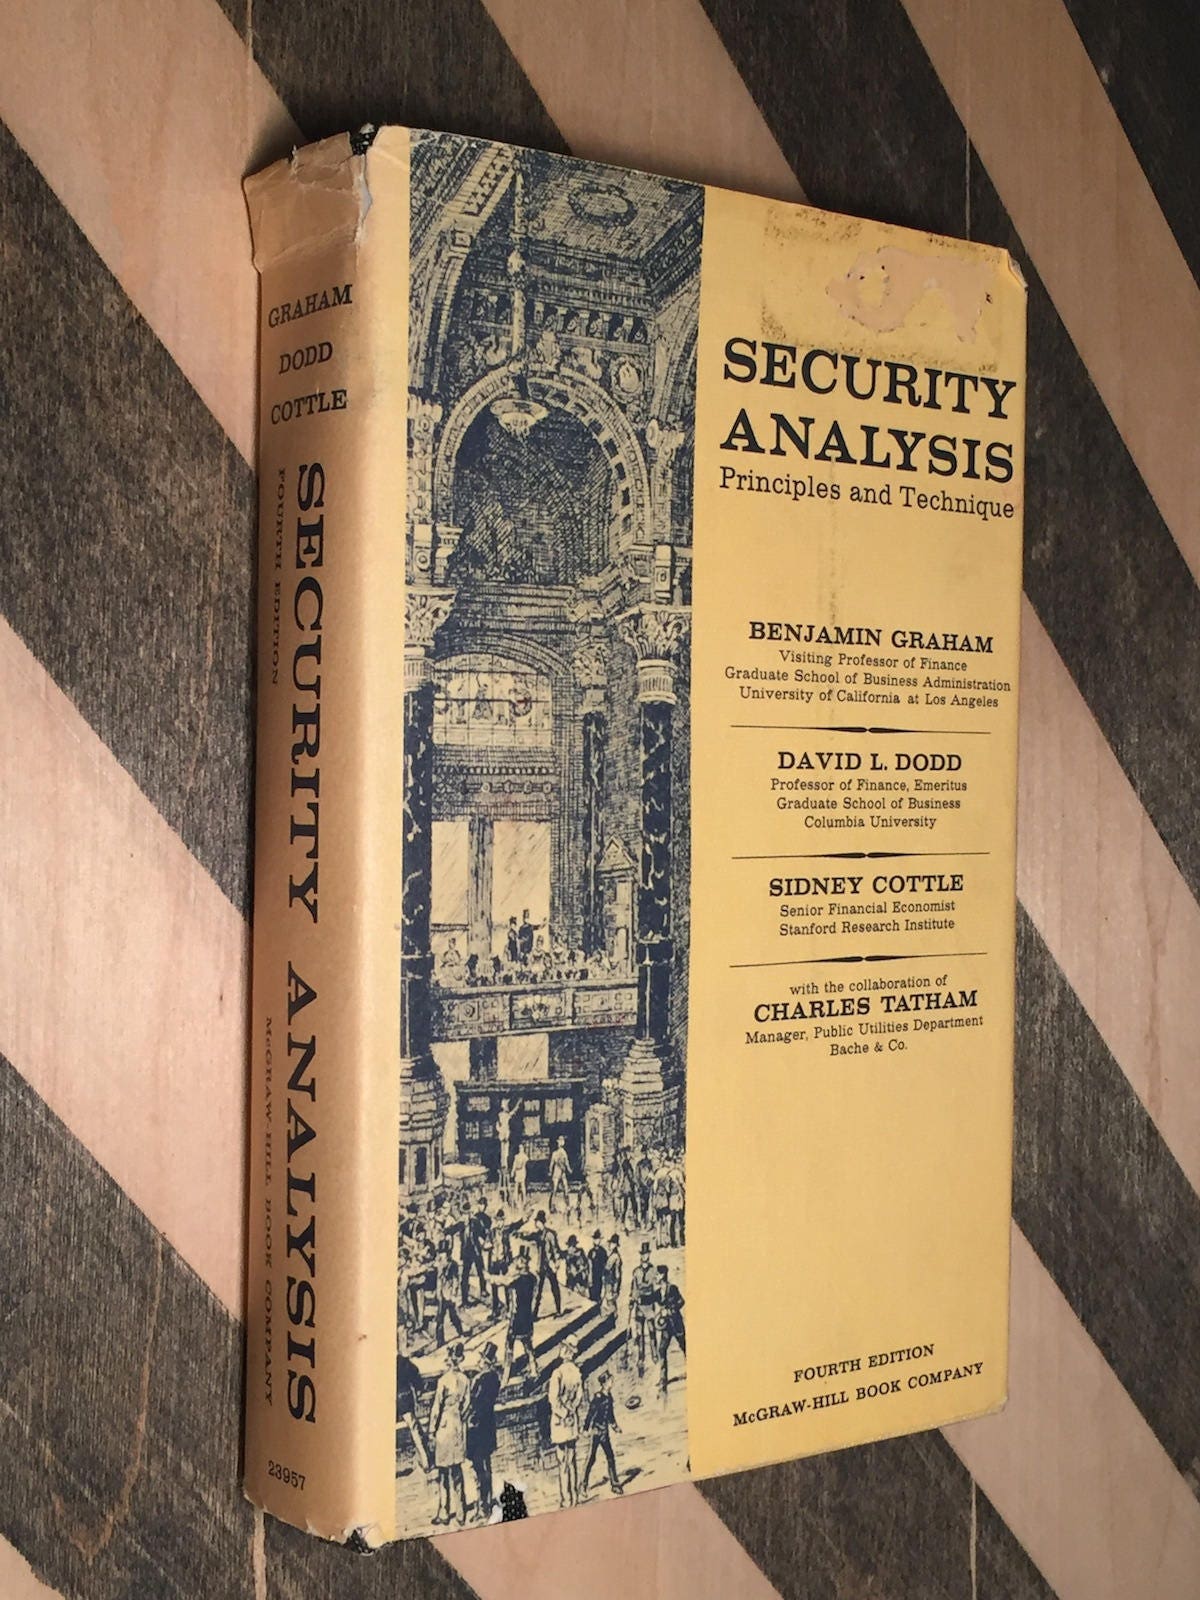 GRAHAM
DODD
COTTLE
SECURITY ANALYSIS
FOURTH EDITION
McGRAW-HILL BOOK COMPANY
23957
SECURITY
ANALYSIS
Principles and Technique
BENJAMIN GRAHAM
Visiting Professor of Finance
Graduate School of Business Administration
University of California at Los Angeles
DAVID L. DODD
Professor of Finance, Emeritus
Graduate School of Business
Columbia University
SIDNEY COTTLE
Senior Financial Economist
Stanford Research Institute
with the collaboration of
CHARLES TATHAM
Manager, Public Utilities Department
Bache & Co.
FOURTH EDITION
McGRAW-HILL BOOK COMPANY